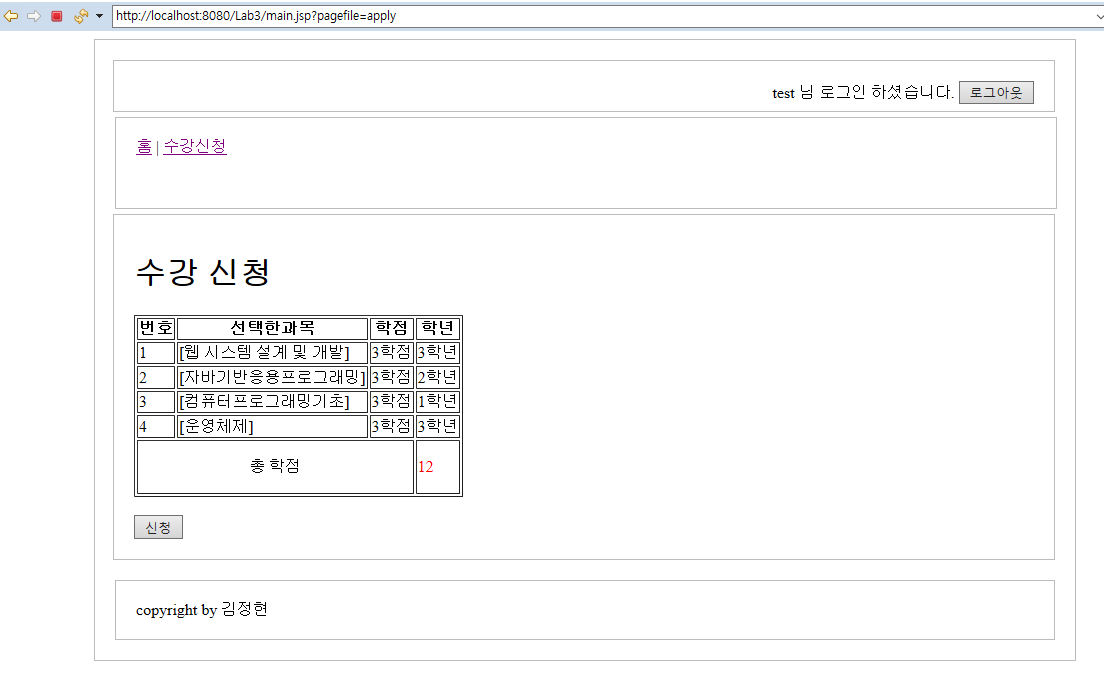 http://localhost:8080/Lab3/main.jsp?pagefile=apply
test 님 로그인 하셨습니다. 로그아웃
홈 | 수강신청
수강 신청
번호 선택한과목 학점 학년
1 [웹 시스템 설계 및 개발] 3학점 3학년
2 [자바기반응용프로그래밍] 3학점 2학년
3 [컴퓨터프로그래밍기초] 3학점 1학년
4 [운영체제] 3학점 3학년
총 학점 12
신청
copyright by 김정현